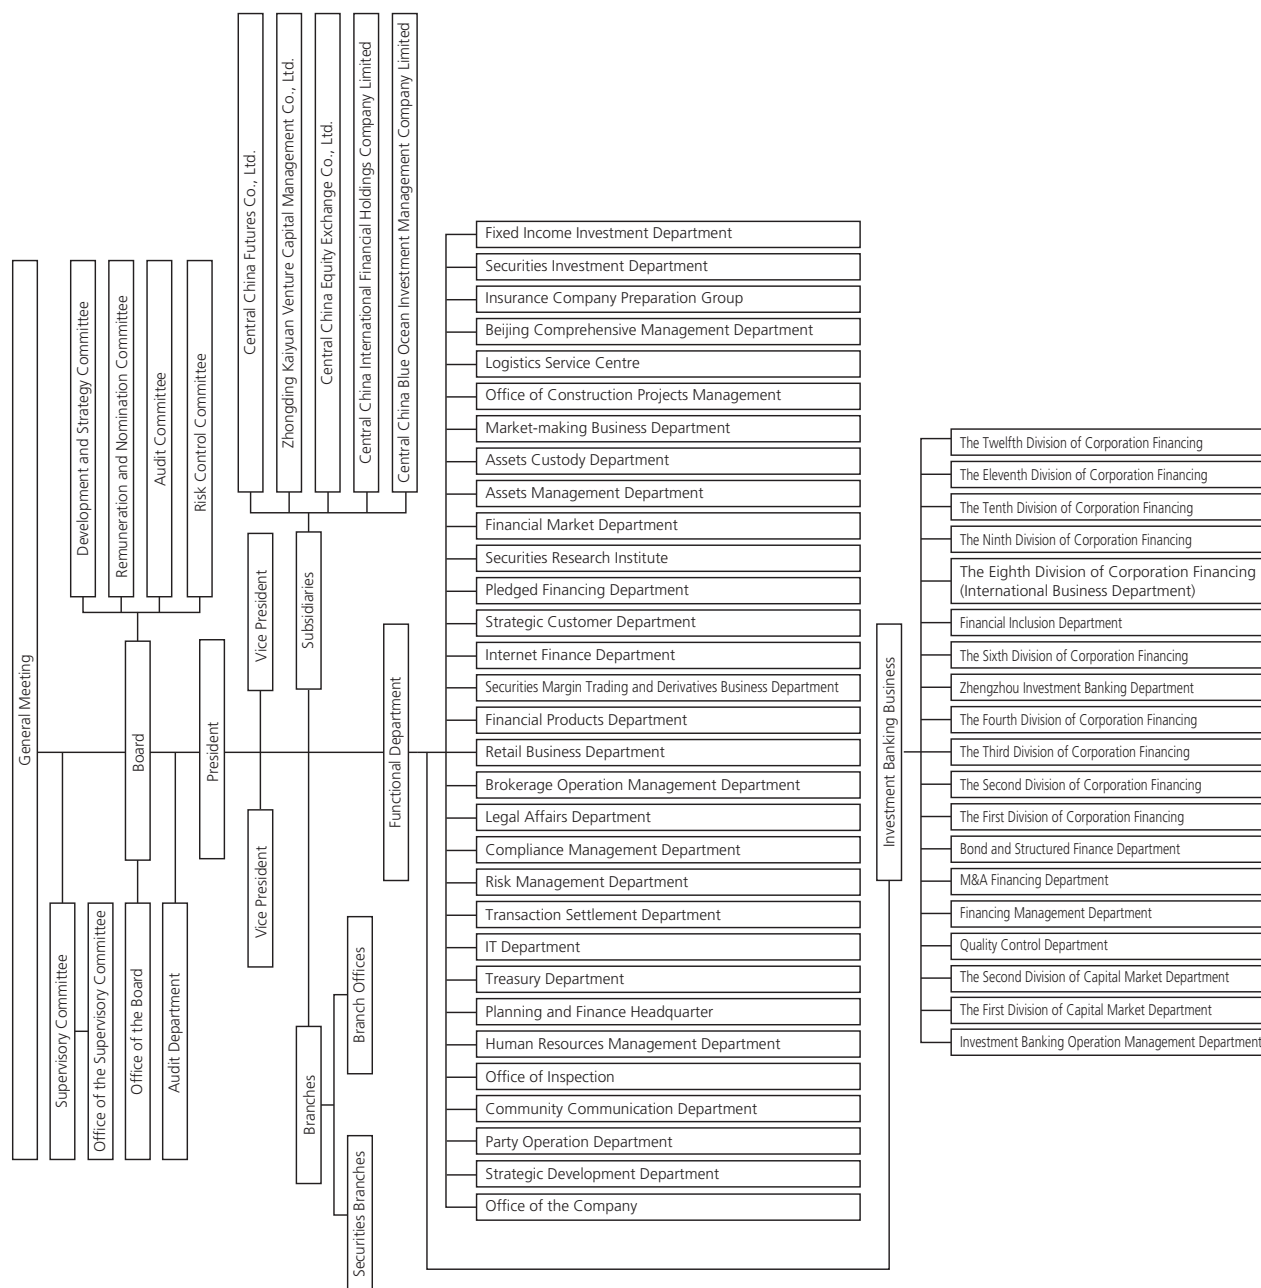 General Meeting
Supervisory Committee
Office of the Supervisory Committee
Development and Strategy Committee
Remuneration and Nomination Committee
Audit Committee
Risk Control Committee
Board
Office of the Board
Audit Department
President
Vice President
Vice President
Central China Futures Co., Ltd.
Zhongding Kaiyuan Venture Capital Management Co., Ltd.
Central China Equity Exchange Co., Ltd.
Central China International Financial Holdings Company Limited
Central China Blue Ocean Investment Management Company Limited
Subsidiaries
Branches
Branch Offices
Securities Branches
Functional Department
Fixed Income Investment Department
Securities Investment Department
Insurance Company Preparation Group
Beijing Comprehensive Management Department
Logistics Service Centre
Office of Construction Projects Management
Market-making Business Department
Assets Custody Department
Assets Management Department
Financial Market Department
Securities Research Institute
Pledged Financing Department
Strategic Customer Department
Internet Finance Department
Securities Margin Trading and Derivatives Business Department
Financial Products Department
Retail Business Department
Brokerage Operation Management Department
Legal Affairs Department
Compliance Management Department
Risk Management Department
Transaction Settlement Department
IT Department
Treasury Department
Planning and Finance Headquarter
Human Resources Management Department
Office of Inspection
Community Communication Department
Party Operation Department
Strategic Development Department
Office of the Company
Investment Banking Business
The Twelfth Division of Corporation Financing
The Eleventh Division of Corporation Financing
The Tenth Division of Corporation Financing
The Ninth Division of Corporation Financing
The Eighth Division of Corporation Financing
(International Business Department)
Financial Inclusion Department
The Sixth Division of Corporation Financing
Zhengzhou Investment Banking Department
The Fourth Division of Corporation Financing
The Third Division of Corporation Financing
The Second Division of Corporation Financing
The First Division of Corporation Financing
Bond and Structured Finance Department
M&A Financing Department
Financing Management Department
Quality Control Department
The Second Division of Capital Market Department
The First Division of Capital Market Department
Investment Banking Operation Management Department